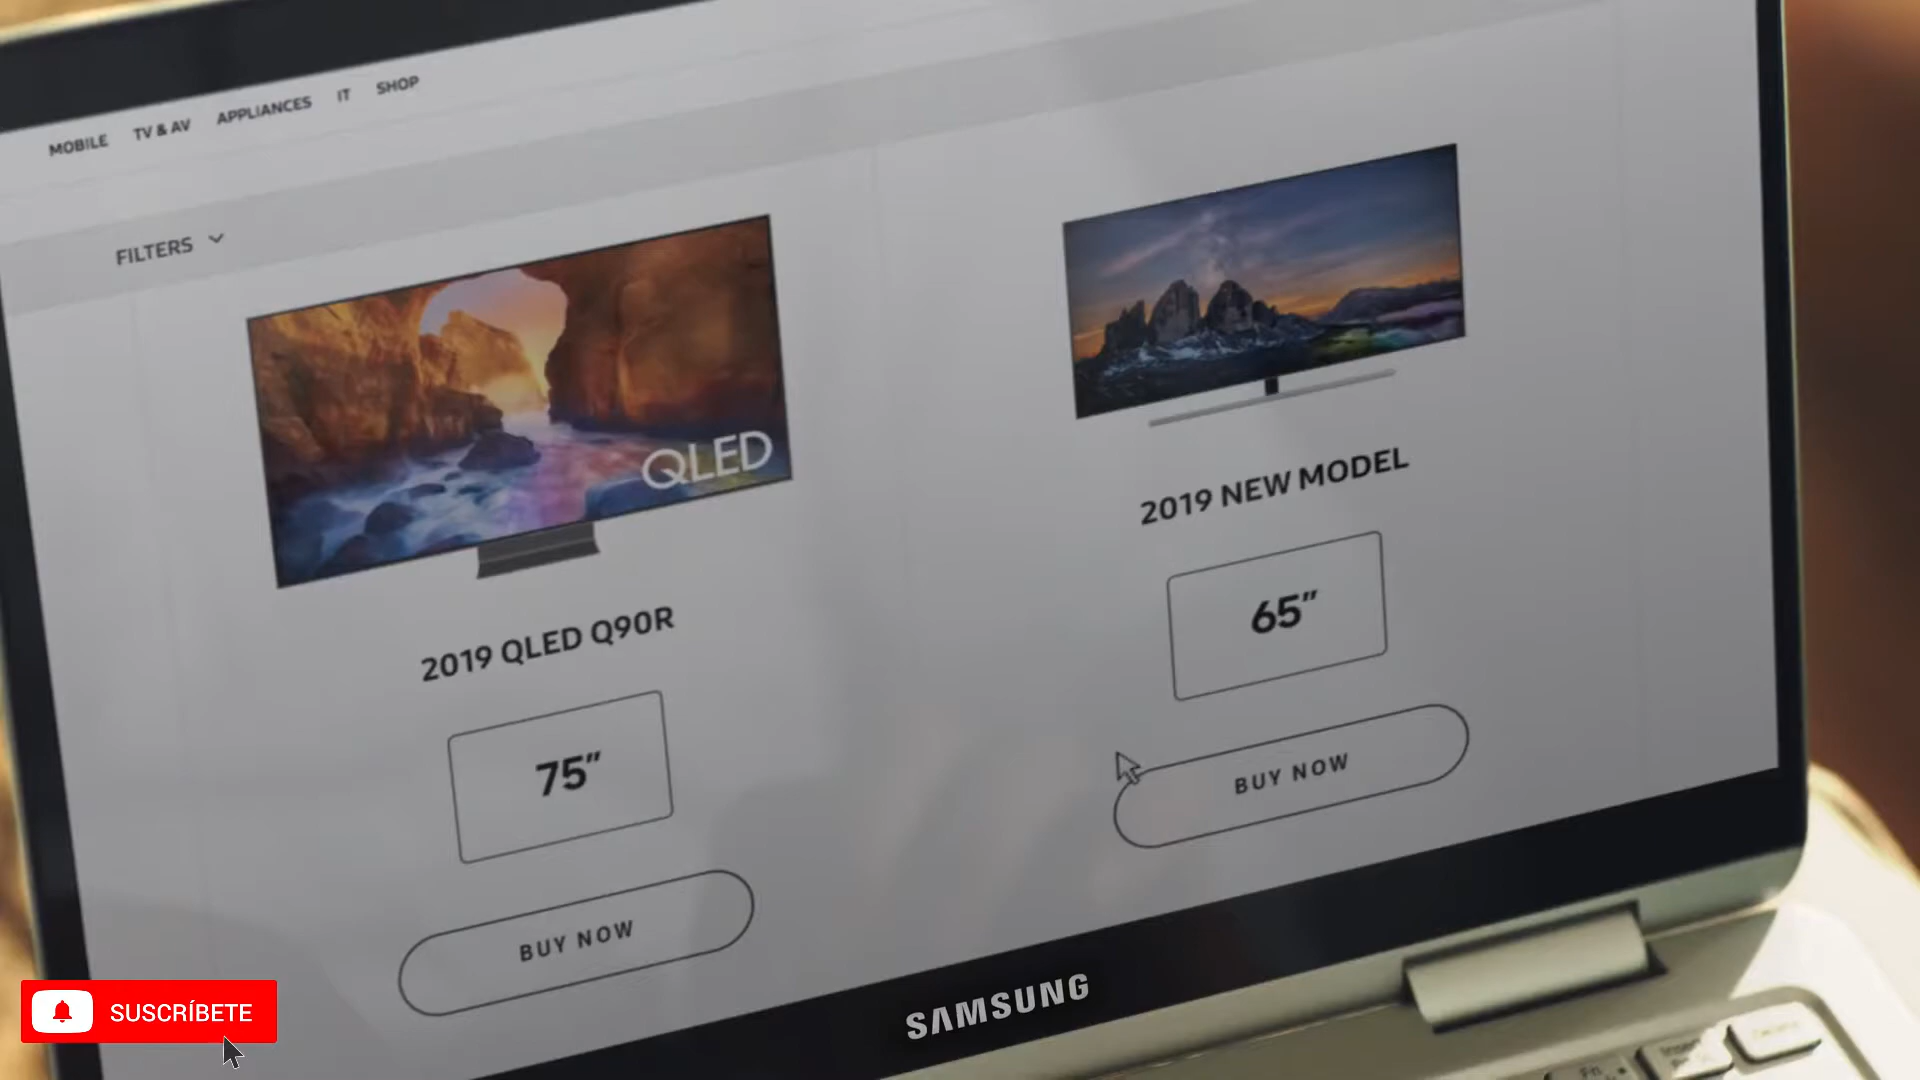 MOBILE TV & AV APPLIANCES IT SHOP
FILTERS
QLED
2019 QLED Q90R
75"
BUY NOW
2019 NEW MODEL
65"
BUY NOW
SAMSUNG
SUSCRÍBETE
Fn